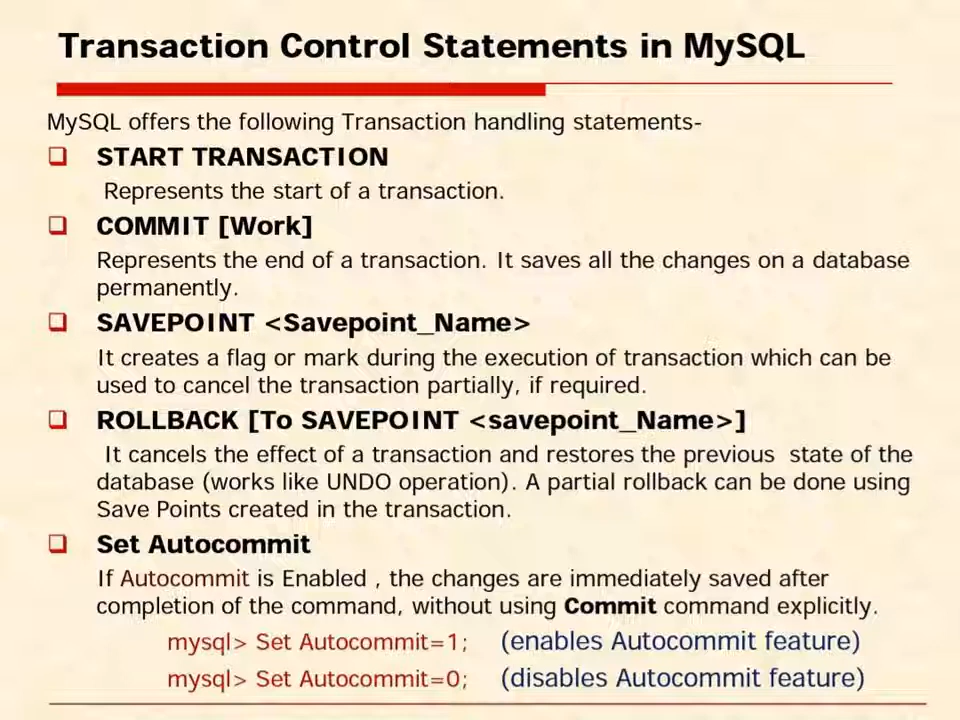 Transaction Control Statements in MySQL
MySQL offers the following Transaction handling statements-
❑ START TRANSACTION
Represents the start of a transaction.
❑ COMMIT [Work]
Represents the end of a transaction. It saves all the changes on a database
permanently.
❑ SAVEPOINT <Savepoint_Name>
It creates a flag or mark during the execution of transaction which can be
used to cancel the transaction partially, if required.
❑ ROLLBACK [To SAVEPOINT <savepoint_Name>]
It cancels the effect of a transaction and restores the previous state of the
database (works like UNDO operation). A partial rollback can be done using
Save Points created in the transaction.
❑ Set Autocommit
If Autocommit is Enabled , the changes are immediately saved after
completion of the command, without using Commit command explicitly.
mysql> Set Autocommit=1; (enables Autocommit feature)
mysql> Set Autocommit=0; (disables Autocommit feature)